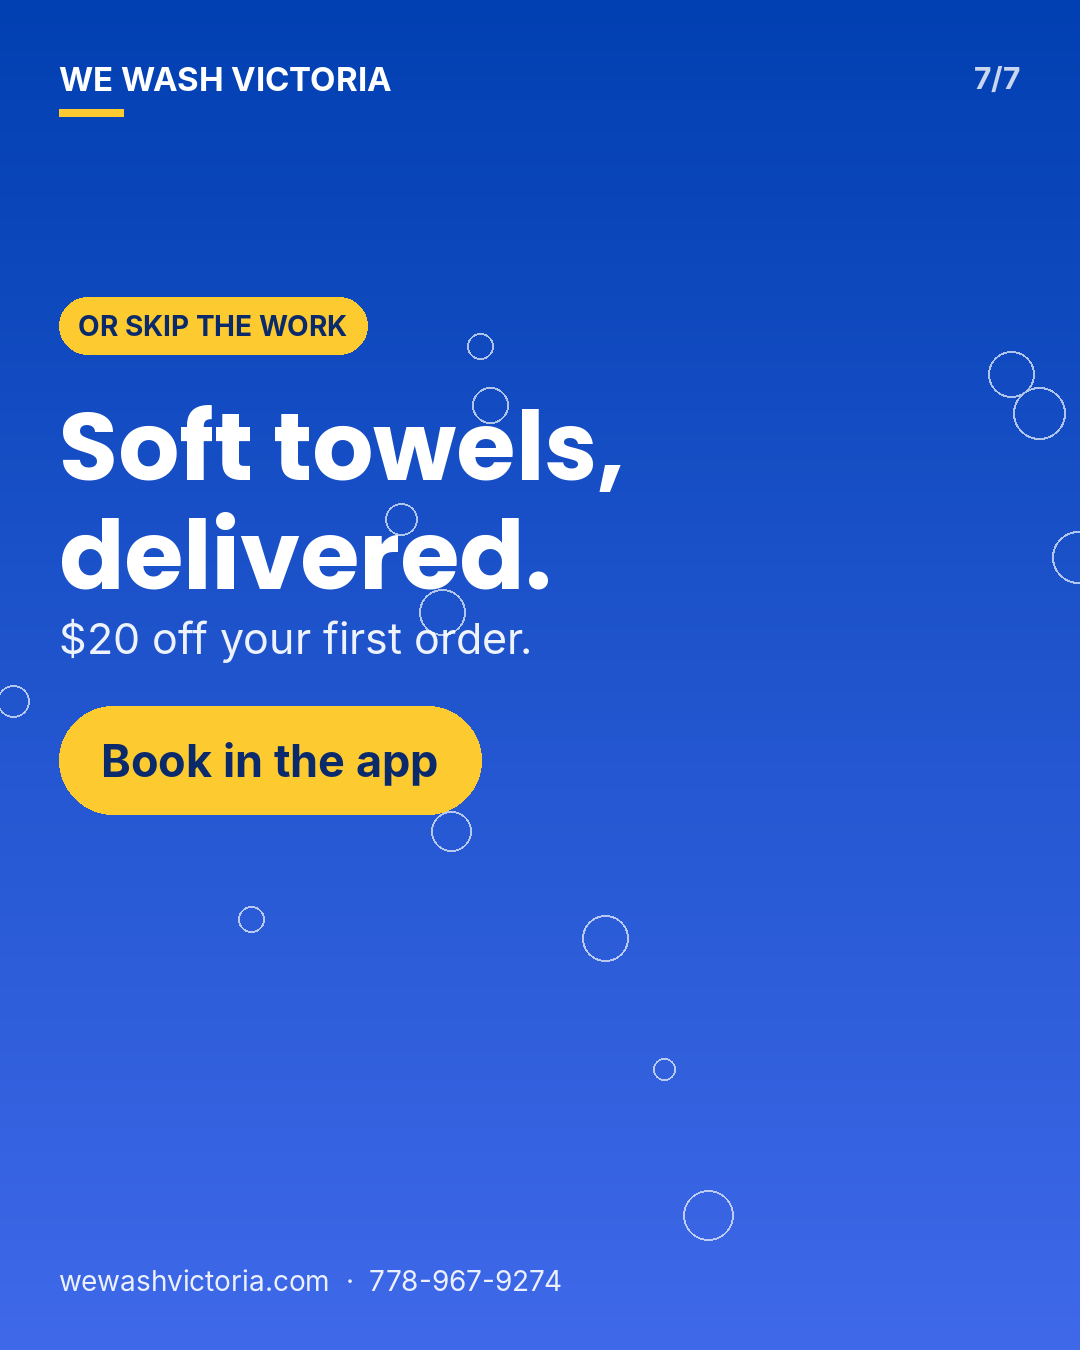 WE WASH VICTORIA
7/7
OR SKIP THE WORK
Soft towels,
delivered.
$20 off your first order.
Book in the app
wewashvictoria.com · 778-967-9274